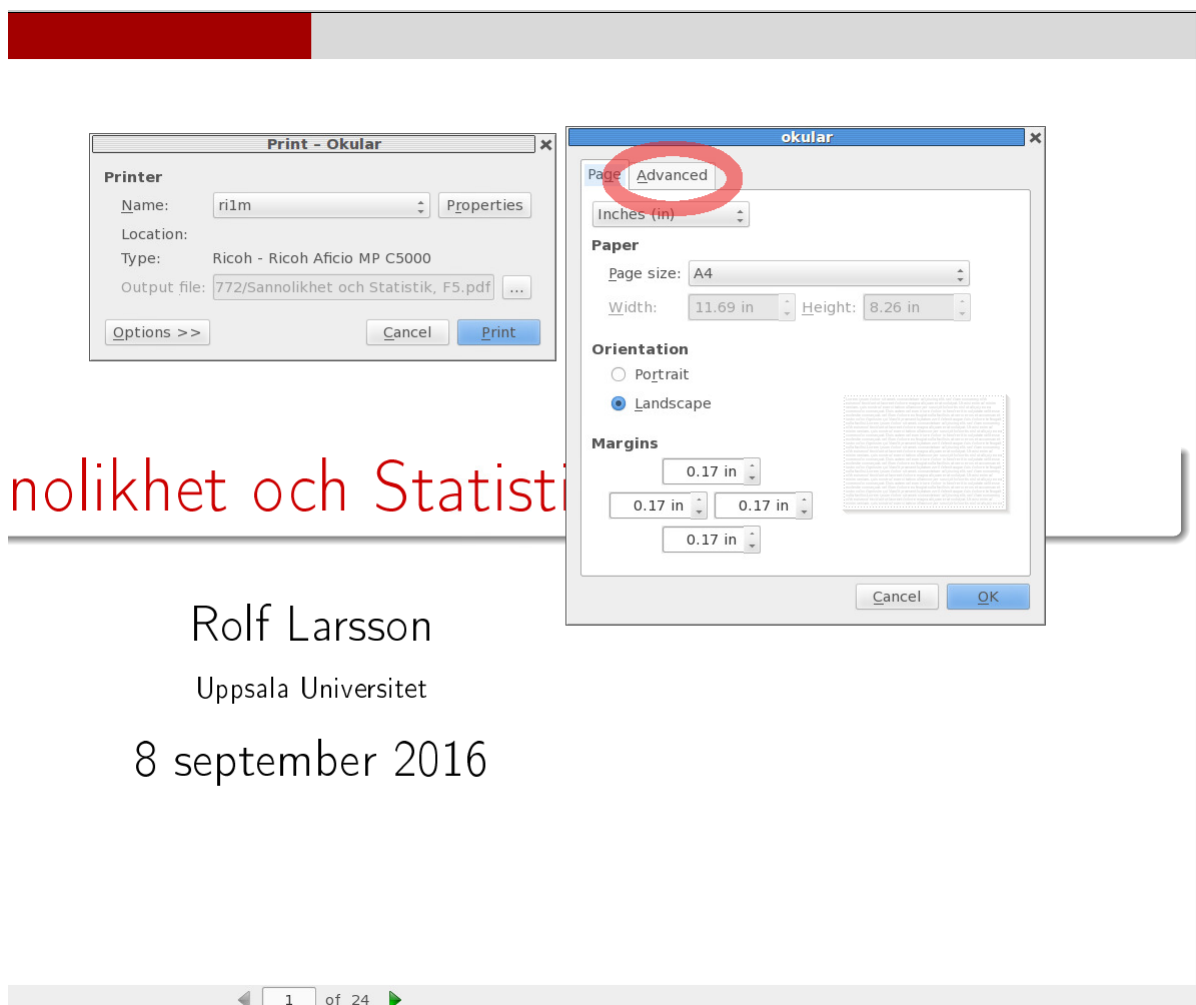 Print – Okular
Printer
Name: ri1m Properties
Location:
Type: Ricoh - Ricoh Aficio MP C5000
Output file: 772/Sannolikhet och Statistik, F5.pdf ...
Options >> Cancel Print
okular
Page Advanced
Inches (in)
Paper
Page size: A4
Width: 11.69 in Height: 8.26 in
Orientation
Portrait
Landscape
Margins
0.17 in
0.17 in 0.17 in
0.17 in
Cancel OK
nolikhet och Statisti
Rolf Larsson
Uppsala Universitet
8 september 2016
1 of 24